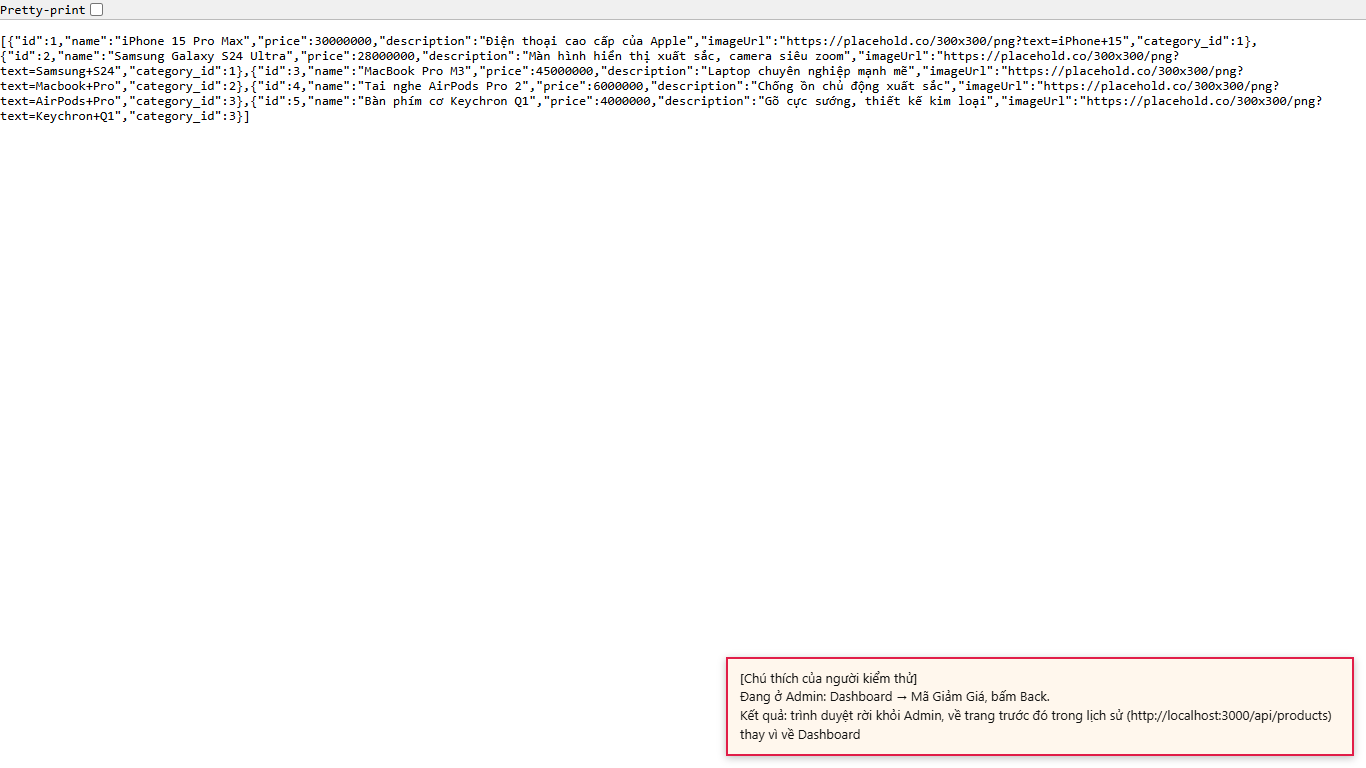 Pretty-print
[{"id":1,"name":"iPhone 15 Pro Max","price":30000000,"description":"Điện thoại cao cấp của Apple","imageUrl":"https://placehold.co/300x300/png?text=iPhone+15","category_id":1},
{"id":2,"name":"Samsung Galaxy S24 Ultra","price":28000000,"description":"Màn hình hiển thị xuất sắc, camera siêu zoom","imageUrl":"https://placehold.co/300x300/png?
text=Samsung+S24","category_id":1},{"id":3,"name":"MacBook Pro M3","price":45000000,"description":"Laptop chuyên nghiệp mạnh mẽ","imageUrl":"https://placehold.co/300x300/png?
text=Macbook+Pro","category_id":2},{"id":4,"name":"Tai nghe AirPods Pro 2","price":6000000,"description":"Chống ồn chủ động xuất sắc","imageUrl":"https://placehold.co/300x300/png?
text=AirPods+Pro","category_id":3},{"id":5,"name":"Bàn phím cơ Keychron Q1","price":4000000,"description":"Gõ cực sướng, thiết kế kim loại","imageUrl":"https://placehold.co/300x300/png?
text=Keychron+Q1","category_id":3}]
[Chú thích của người kiểm thử]
Đang ở Admin: Dashboard → Mã Giảm Giá, bấm Back.
Kết quả: trình duyệt rời khỏi Admin, về trang trước đó trong lịch sử (http://localhost:3000/api/products)
thay vì về Dashboard